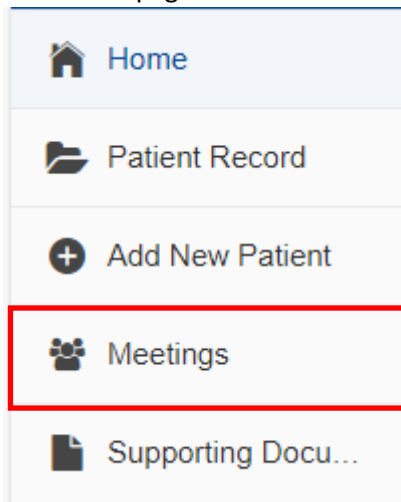 Home
Patient Record
Add New Patient
Meetings
Supporting Docu...